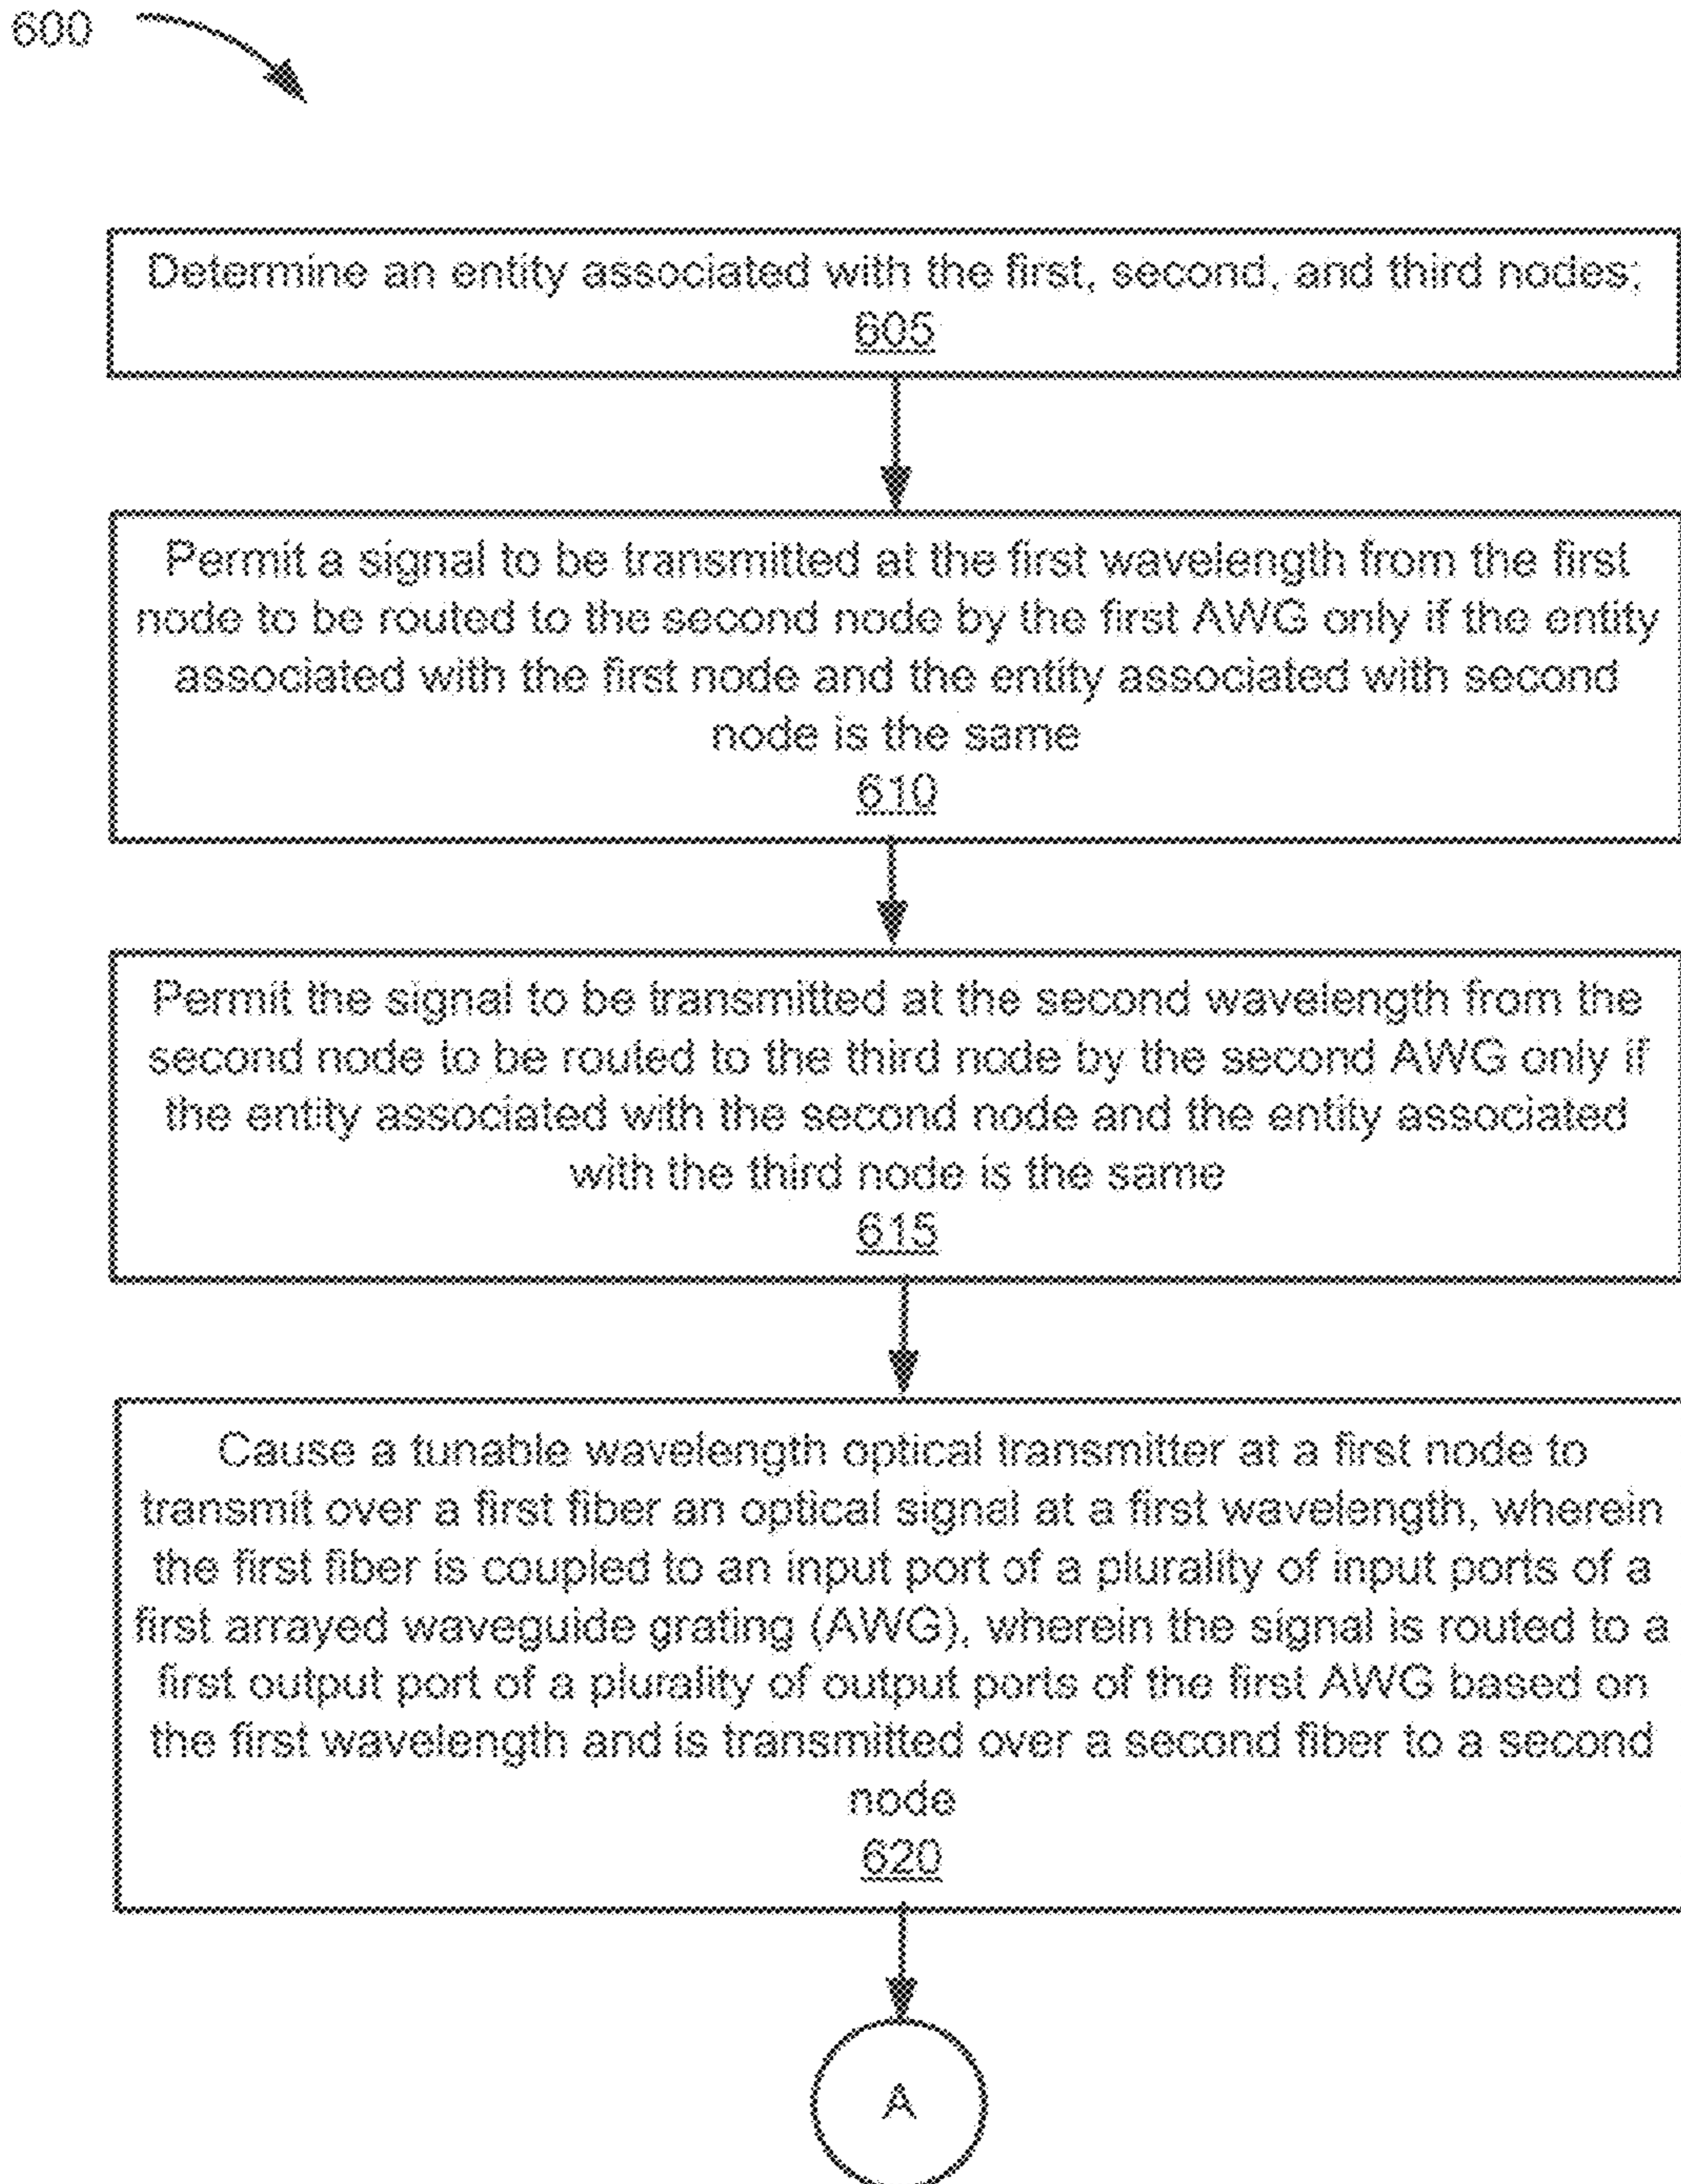 600
Determine an entity associated with the first, second, and third nodes;
605
Permit a signal to be transmitted at the first wavelength from the first
node to be routed to the second node by the first AWG only if the entity
associated with the first node and the entity associated with second
node is the same
610
Permit the signal to be transmitted at the second wavelength from the
second node to be routed to the third node by the second AWG only if
the entity associated with the second node and the entity associated
with the third node is the same
615
Cause a tunable wavelength optical transmitter at a first node to
transmit over a first fiber an optical signal at a first wavelength, wherein
the first fiber is coupled to an input port of a plurality of input ports of a
first arrayed waveguide grating (AWG), wherein the signal is routed to a
first output port of a plurality of output ports of the first AWG based on
the first wavelength and is transmitted over a second fiber to a second
node
620
A